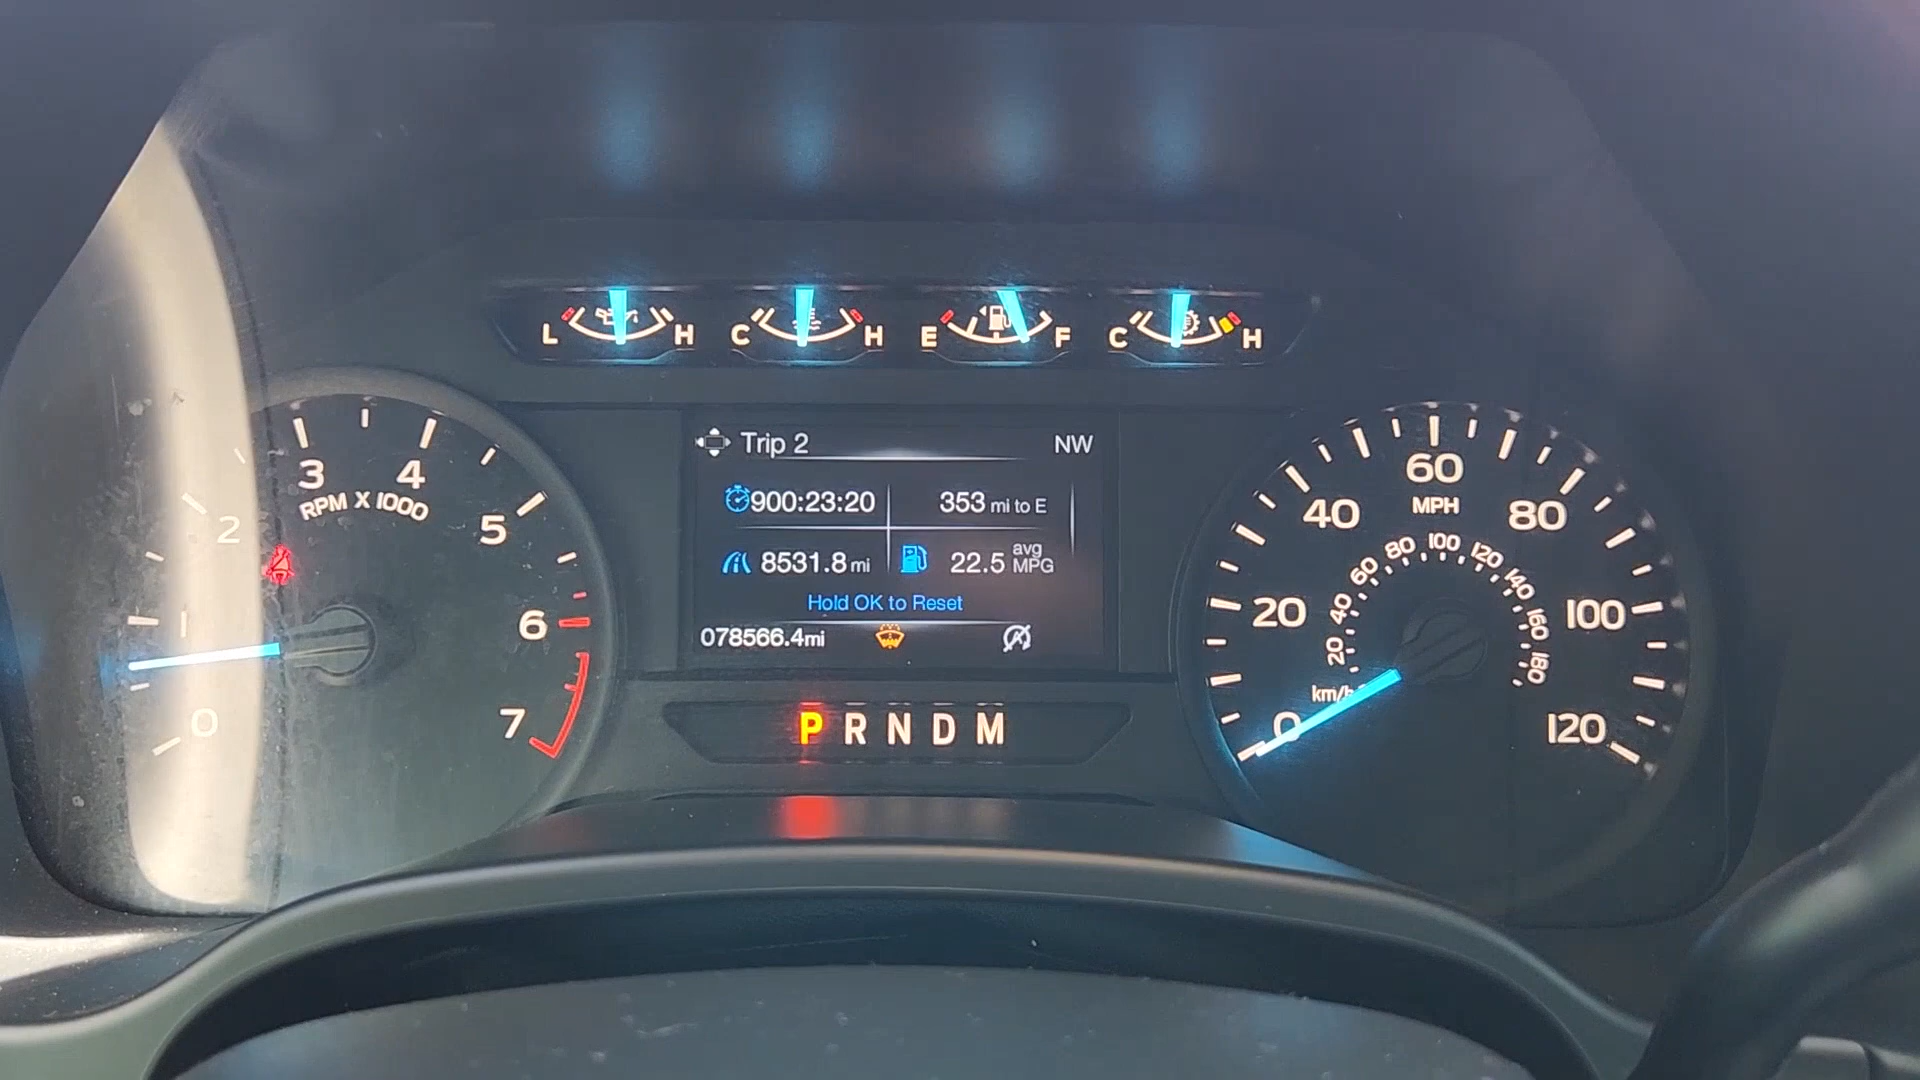 L H C H E F C H
Trip 2 NW
900:23:20 353 mi to E
8531.8 mi 22.5 avg MPG
Hold OK to Reset
078566.4mi
P R N D M
0 1 2 3 4 5 6 7
RPM X 1000
0 20 40 60 80 100 120
MPH
20 40 60 80 100 120 140 160 180
km/h